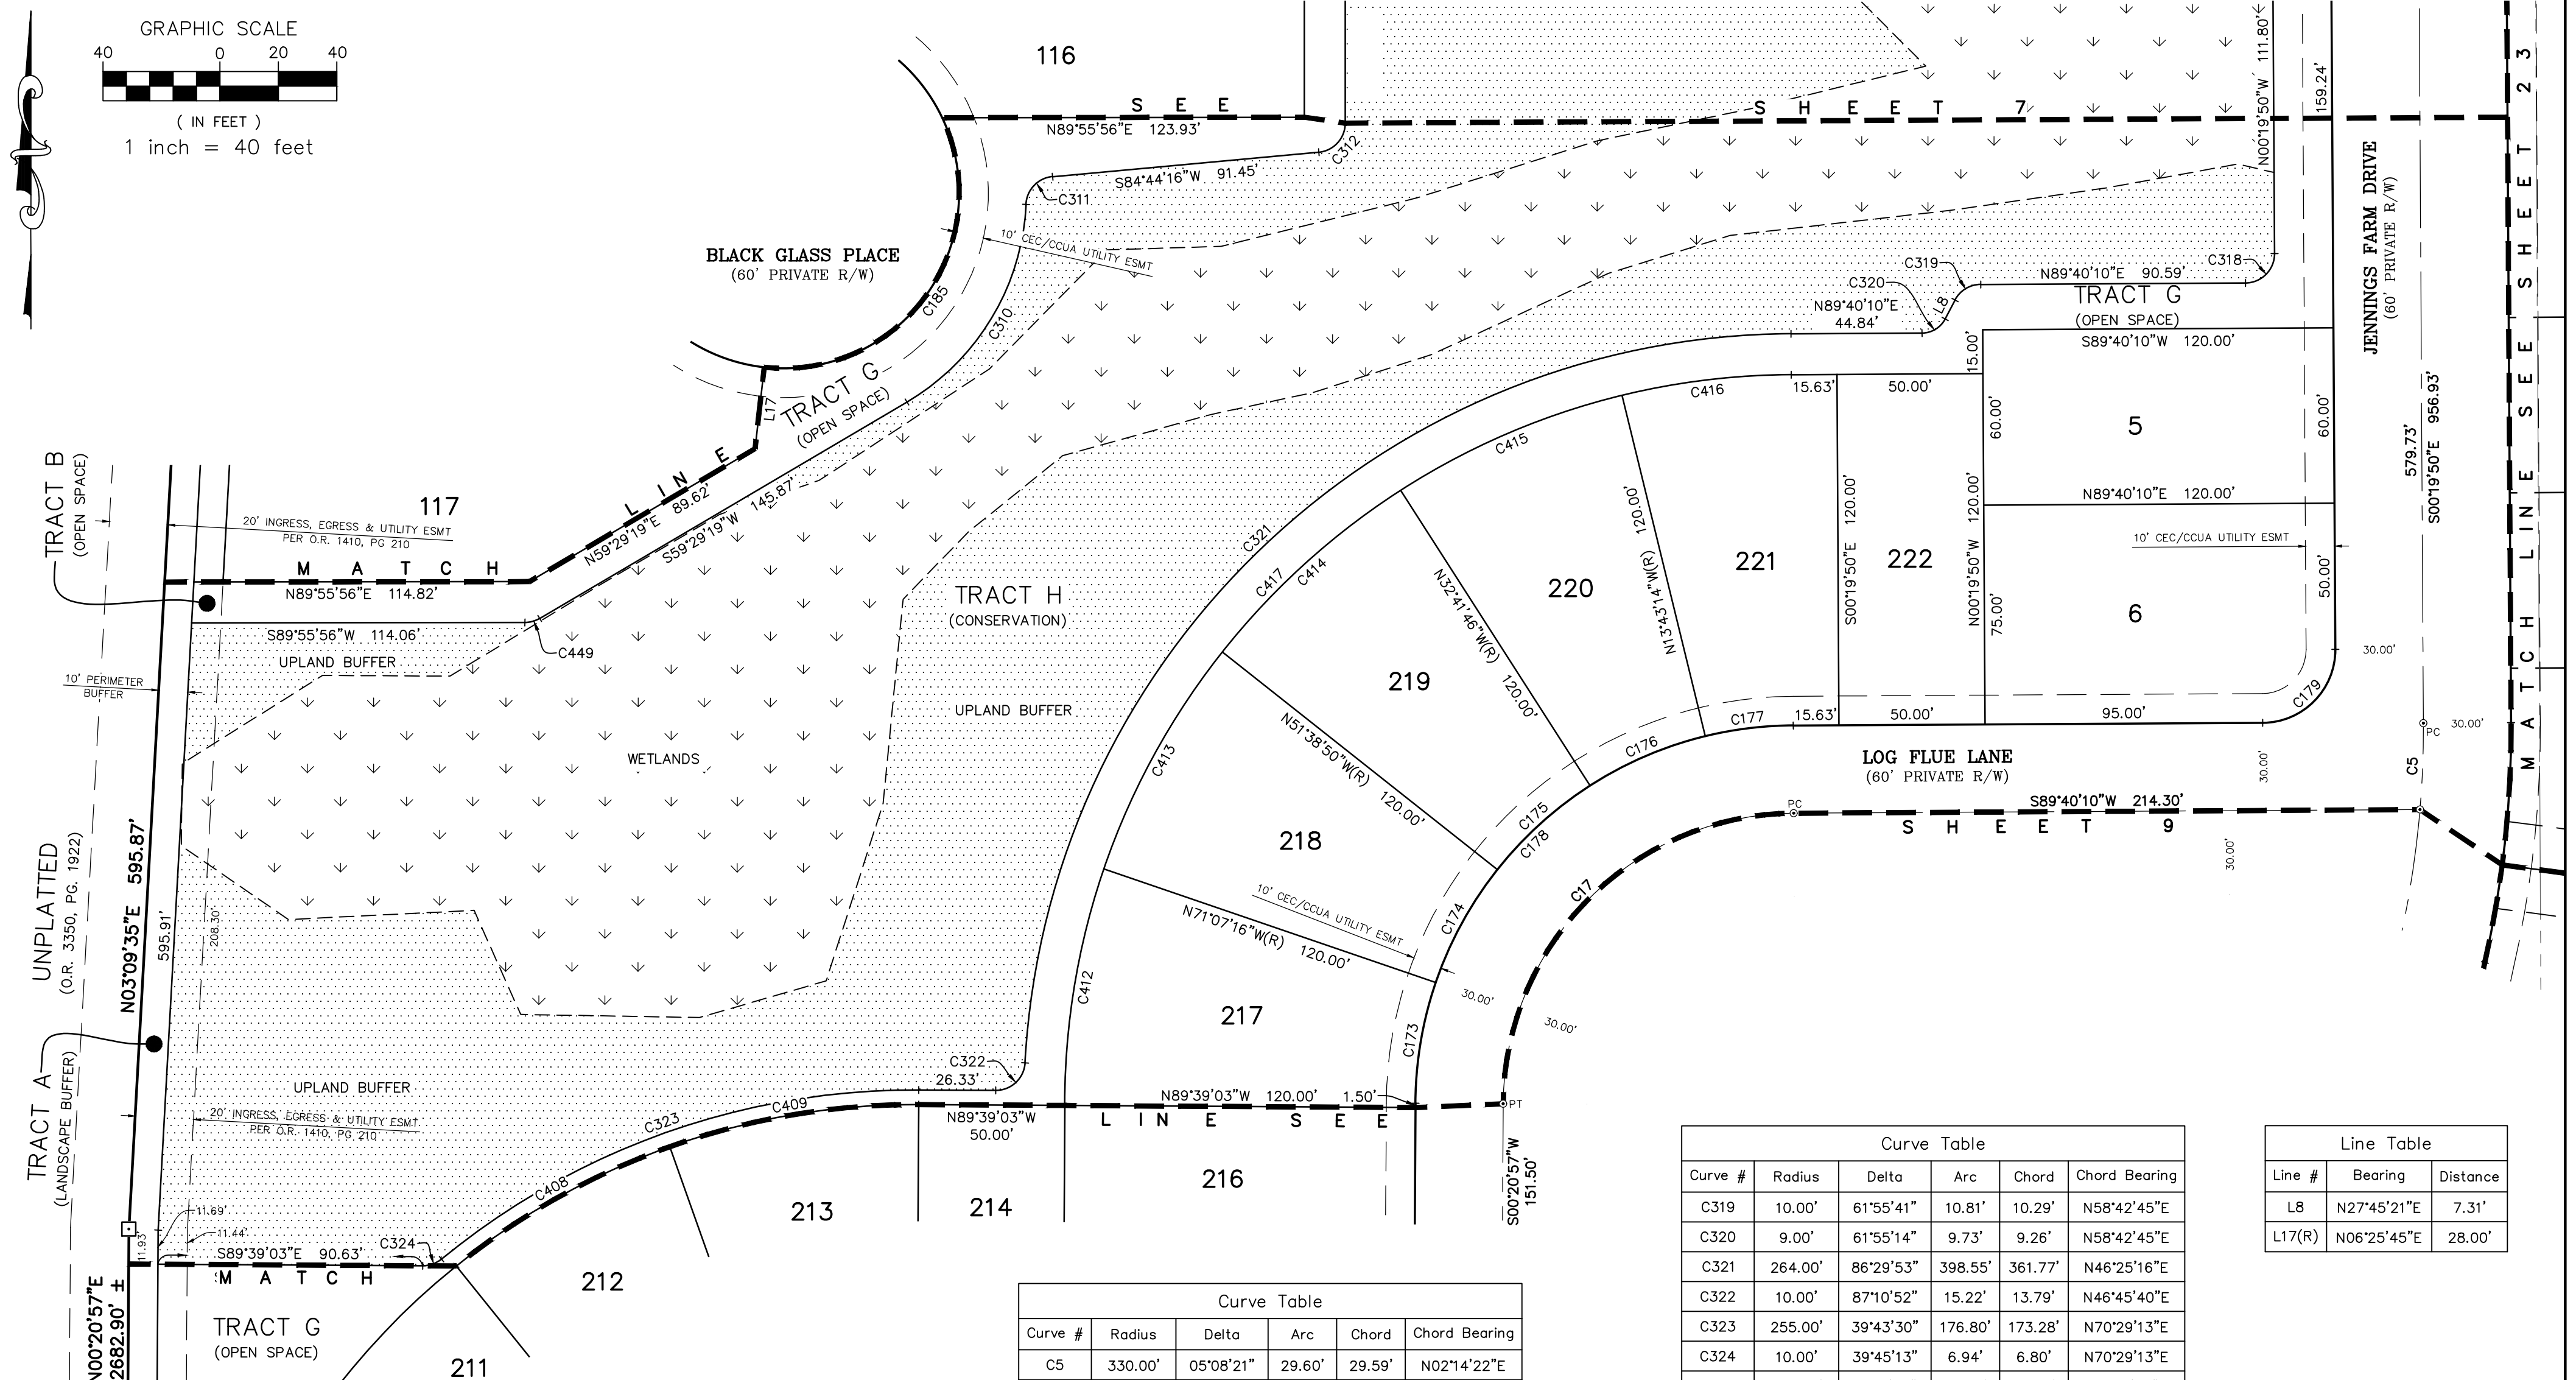 GRAPHIC SCALE
40 0 20 40
( IN FEET )
1 inch = 40 feet
116
S E E
N89°55'56"E 123.93'
S H E E T 7
C312
S84°44'16"W 91.45'
C311
10' CEC/CCUA UTILITY ESMT
BLACK GLASS PLACE
(60' PRIVATE R/W)
C185
C310
N00°19'50"W 111.80'
159.24'
JENNINGS FARM DRIVE
(60' PRIVATE R/W)
M A T C H L I N E S E E S H E E T 2 3
C319
C320
L8
N89°40'10"E 90.59'
C318
N89°40'10"E
44.84'
TRACT G
(OPEN SPACE)
S89°40'10"W 120.00'
15.00'
L17
TRACT G
(OPEN SPACE)
C416
15.63'
50.00'
60.00'
5
60.00'
579.73'
S00°19'50"E 956.93'
C415
N89°40'10"E 120.00'
TRACT B
(OPEN SPACE)
117
20' INGRESS, EGRESS & UTILITY ESMT
PER O.R. 1410, PG 210
L I N E
N59°29'19"E 89.62'
S59°29'19"W 145.87'
M A T C H
N89°55'56"E 114.82'
S89°55'56"W 114.06'
UPLAND BUFFER
C449
C321
C417
C414
TRACT H
(CONSERVATION)
UPLAND BUFFER
219
N32°41'46"W(R) 120.00'
220
N13°43'14"W(R) 120.00'
221
S00°19'50"E 120.00'
222
N00°19'50"W 120.00'
75.00'
10' CEC/CCUA UTILITY ESMT
6
50.00'
30.00'
C179
30.00'
PC
C5
10' PERIMETER
BUFFER
WETLANDS
C413
N51°38'50"W(R) 120.00'
C176
C177
15.63'
50.00'
95.00'
LOG FLUE LANE
(60' PRIVATE R/W)
30.00'
PC
S89°40'10"W 214.30'
S H E E T 9
30.00'
C175
C178
218
C17
C174
10' CEC/CCUA UTILITY ESMT
N71°07'16"W(R) 120.00'
C412
217
30.00'
30.00'
C173
UNPLATTED
(O.R. 3350, PG. 1922)
N03°09'35"E 595.87'
595.91'
208.30'
TRACT A
(LANDSCAPE BUFFER)
UPLAND BUFFER
20' INGRESS, EGRESS & UTILITY ESMT
PER O.R. 1410, PG 210
C322
26.33'
C409
C323
C408
N89°39'03"W
50.00'
N89°39'03"W 120.00' 1.50'
L I N E S E E
PT
S00°20'57"W
151.50'
213
214
216
11.69'
11.44'
11.93'
S89°39'03"E 90.63'
C324
M A T C H
212
N00°20'57"E
2682.90' ±
TRACT G
(OPEN SPACE)
211
Curve Table
Curve # Radius Delta Arc Chord Chord Bearing
C5 330.00' 05°08'21" 29.60' 29.59' N02°14'22"E
Curve Table
Curve # Radius Delta Arc Chord Chord Bearing
C319 10.00' 61°55'41" 10.81' 10.29' N58°42'45"E
C320 9.00' 61°55'14" 9.73' 9.26' N58°42'45"E
C321 264.00' 86°29'53" 398.55' 361.77' N46°25'16"E
C322 10.00' 87°10'52" 15.22' 13.79' N46°45'40"E
C323 255.00' 39°43'30" 176.80' 173.28' N70°29'13"E
C324 10.00' 39°45'13" 6.94' 6.80' N70°29'13"E
Line Table
Line # Bearing Distance
L8 N27°45'21"E 7.31'
L17(R) N06°25'45"E 28.00'